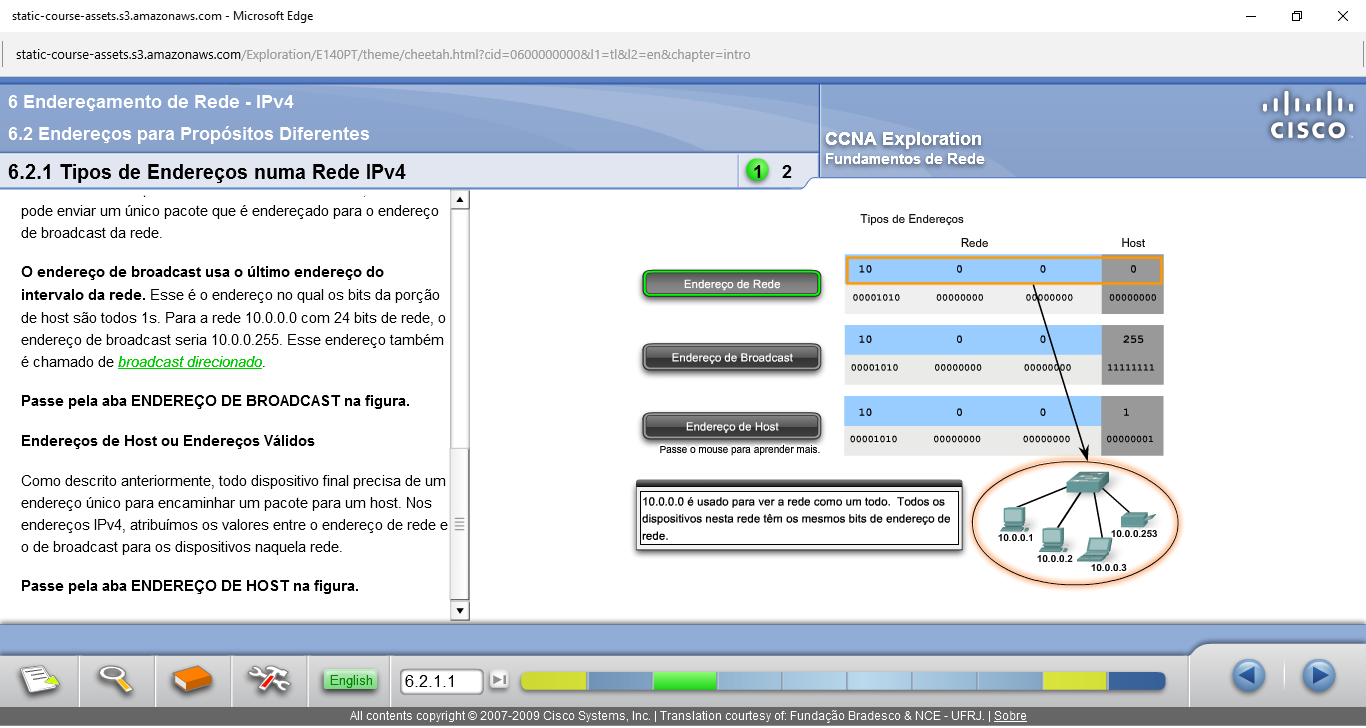 static-course-assets.s3.amazonaws.com - Microsoft Edge
static-course-assets.s3.amazonaws.com/Exploration/E140PT/theme/cheetah.html?cid=0600000000&l1=tl&l2=en&chapter=intro
6 Endereçamento de Rede - IPv4
6.2 Endereços para Propósitos Diferentes
CCNA Exploration
Fundamentos de Rede
CISCO
6.2.1 Tipos de Endereços numa Rede IPv4
1 2
pode enviar um único pacote que é endereçado para o endereço
de broadcast da rede.
O endereço de broadcast usa o último endereço do
intervalo da rede. Esse é o endereço no qual os bits da porção
de host são todos 1s. Para a rede 10.0.0.0 com 24 bits de rede, o
endereço de broadcast seria 10.0.0.255. Esse endereço também
é chamado de broadcast direcionado.
Passe pela aba ENDEREÇO DE BROADCAST na figura.
Endereços de Host ou Endereços Válidos
Como descrito anteriormente, todo dispositivo final precisa de um
endereço único para encaminhar um pacote para um host. Nos
endereços IPv4, atribuímos os valores entre o endereço de rede e
o de broadcast para os dispositivos naquela rede.
Passe pela aba ENDEREÇO DE HOST na figura.
Tipos de Endereços
Rede Host
Endereço de Rede
10 0 0 0
00001010 00000000 00000000 00000000
Endereço de Broadcast
10 0 0 255
00001010 00000000 00000000 11111111
Endereço de Host
10 0 0 1
00001010 00000000 00000000 00000001
Passe o mouse para aprender mais.
10.0.0.0 é usado para ver a rede como um todo. Todos os
dispositivos nesta rede têm os mesmos bits de endereço de
rede.
10.0.0.1
10.0.0.2
10.0.0.3
10.0.0.253
English
6.2.1.1
All contents copyright © 2007-2009 Cisco Systems, Inc. | Translation courtesy of: Fundação Bradesco & NCE - UFRJ. | Sobre